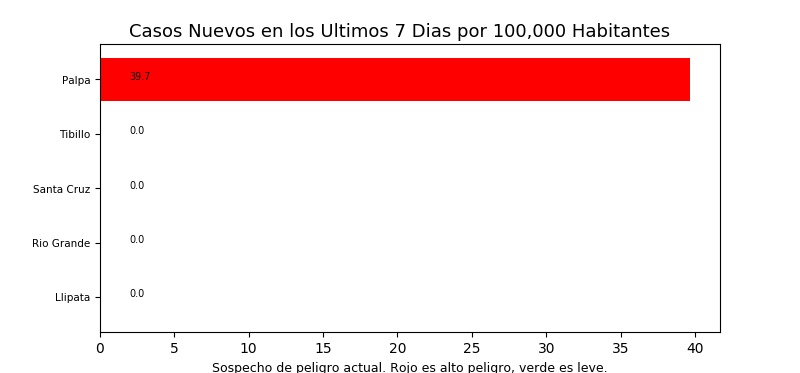 Casos Nuevos en los Ultimos 7 Dias por 100,000 Habitantes
Palpa
39.7
Tibillo
0.0
Santa Cruz
0.0
Rio Grande
0.0
Llipata
0.0
0 5 10 15 20 25 30 35 40
Sospecho de peligro actual. Rojo es alto peligro, verde es leve.